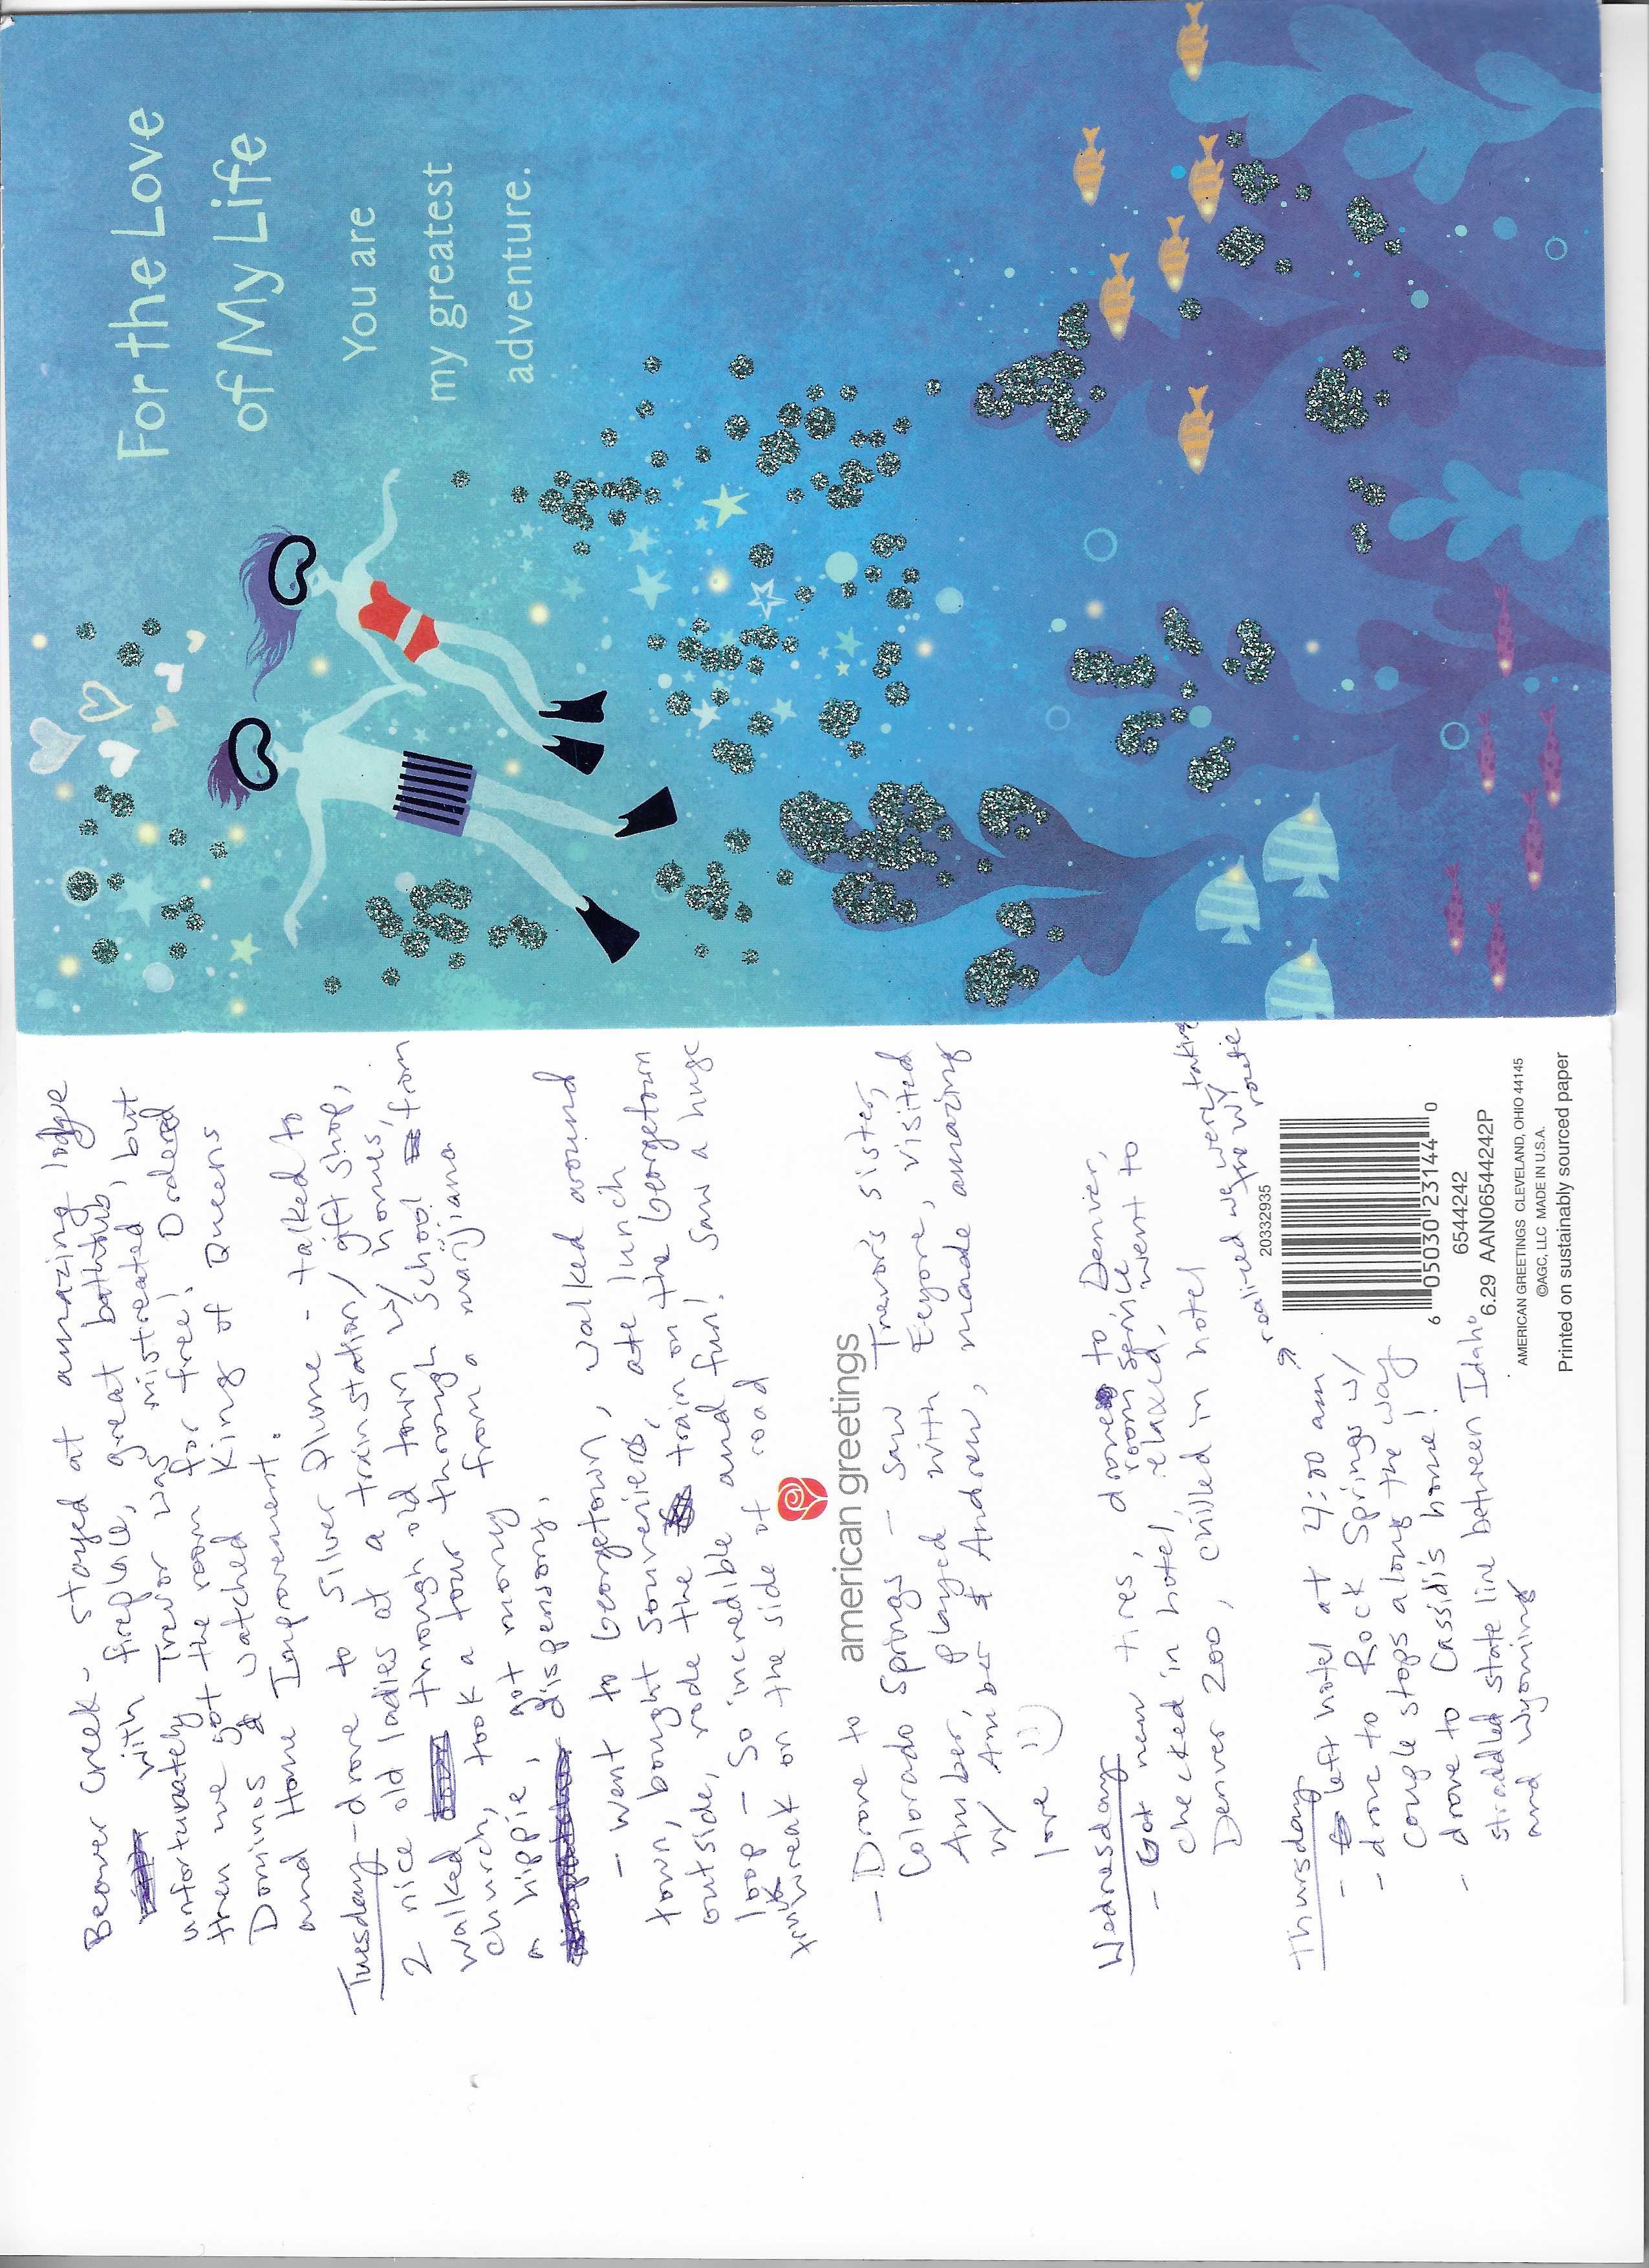 Beaver Creek - stayed at amazing lodge
with fireplace, great bathtub, but
unfortunately Trevor was mistreated
then we got the room for free! Ordered
Dominos & watched King of Queens
and Home Improvement.
Tuesday - drove to Silver Plume - talked to
2 nice old ladies at a train station / gift shop,
walked through old town w/ homes,
church, took a tour through school from
a hippie, got money from a marijiana
dispensory.
- went to Georgetown, walked around
town, bought souveniers, ate lunch
outside, rode the train on the Georgetown
loop - so incredible and fun! Saw a huge
wreak on the side of road
american greetings
- Drove to
Colorado Springs - saw Trevor's sister,
Amber, played with Eeyore, visited
w/ Amber & Andrew, made amazing
love
Wednesday
- Got new tires, drove to Denver,
checked in hotel, room service
relaxed, went to
Denver Zoo, chilled in hotel
Thursday
- left hotel at 4:00 am
realized we were taking
the WY
route
- drove to Rock Springs w/
couple stops along the way
- drove to Cassidi's home!
straddled state line between Idaho
and Wyoming
20332935
6 05030 23144 0
6544242
6.29 AAN06544242P
AMERICAN GREETINGS CLEVELAND, OHIO 44145
©AGC, LLC MADE IN U.S.A.
Printed on sustainably sourced paper
For the Love
of My Life
You are
my greatest
adventure.